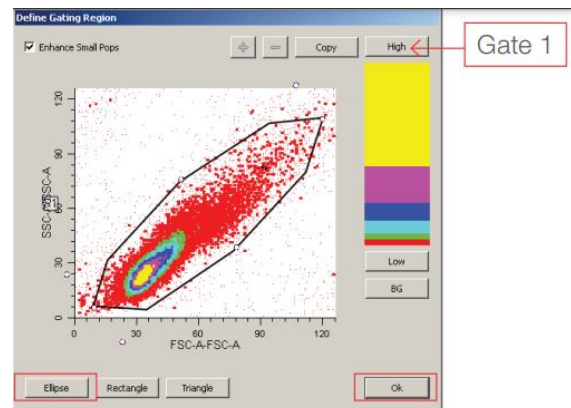 Define Gating Region
Enhance Small Pops
Copy
High
Gate 1
120
90
60
30
0
0 30 60 90 120
FSC-A-FSC-A
Low
BG
Ellipse Rectangle Triangle Ok